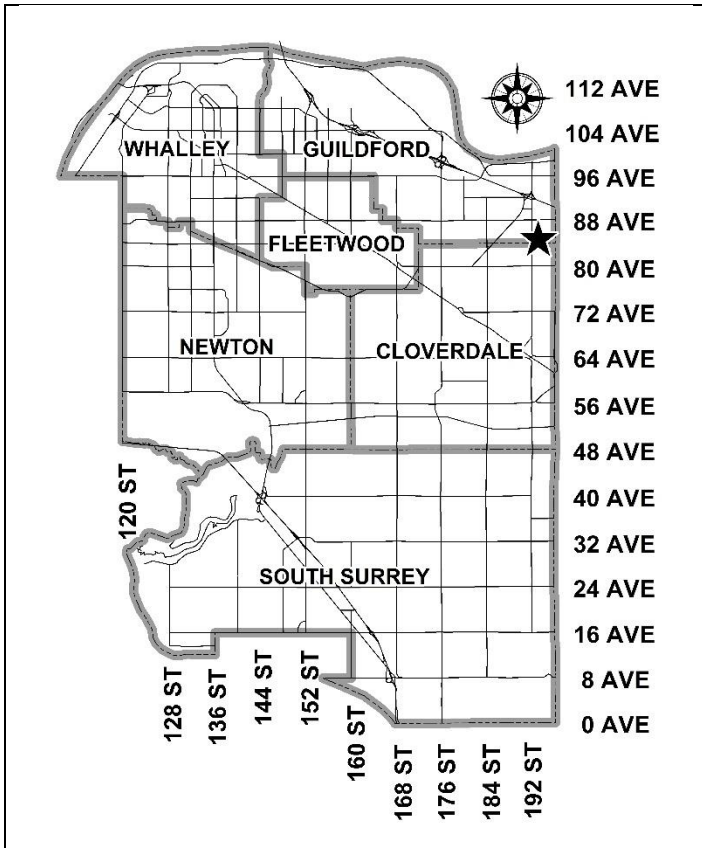 112 AVE
104 AVE
WHALLEY
GUILDFORD
96 AVE
88 AVE
FLEETWOOD
80 AVE
72 AVE
NEWTON
CLOVERDALE
64 AVE
56 AVE
48 AVE
120 ST
40 AVE
32 AVE
SOUTH SURREY
24 AVE
16 AVE
8 AVE
0 AVE
128 ST
136 ST
144 ST
152 ST
160 ST
168 ST
176 ST
184 ST
192 ST